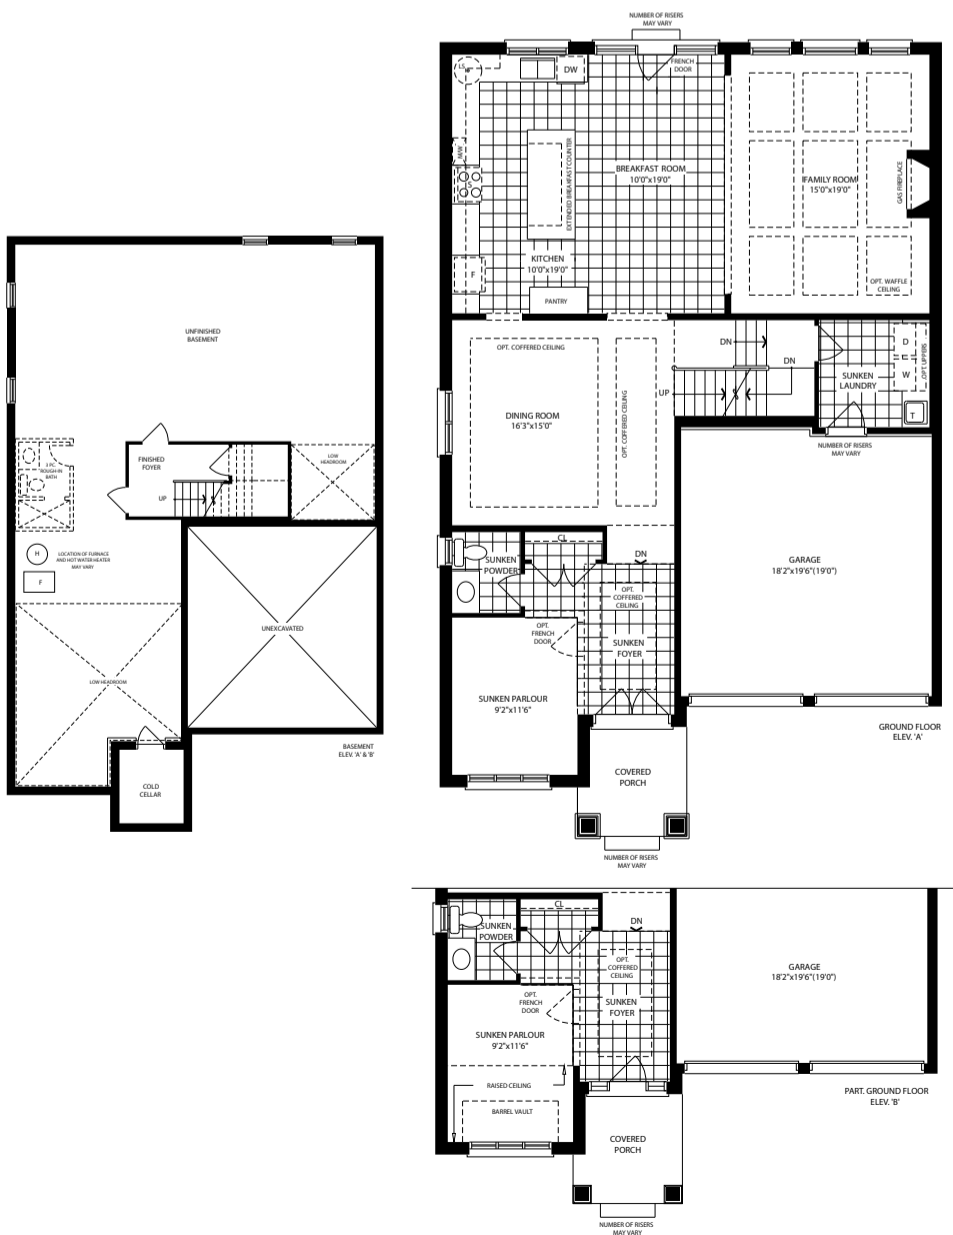 NUMBER OF RISERS
MAY VARY
FRENCH
DOOR
LS
DW
M/W
S
EXTENDED BREAKFAST COUNTER
BREAKFAST ROOM
10'0"x19'0"
FAMILY ROOM
15'0"x19'0"
GAS FIREPLACE
KITCHEN
10'0"x19'0"
F
PANTRY
OPT. WAFFLE
CEILING
OPT. COFFERED CEILING
OPT. COFFERED CEILING
DINING ROOM
16'3"x15'0"
DN
DN
UP
D
W
OPT. UPPERS
SUNKEN
LAUNDRY
T
NUMBER OF RISERS
MAY VARY
CL
SUNKEN
POWDER
DN
OPT.
COFFERED
CEILING
OPT.
FRENCH
DOOR
SUNKEN
FOYER
SUNKEN PARLOUR
9'2"x11'6"
GARAGE
18'2"x19'6"(19'0")
GROUND FLOOR
ELEV. 'A'
COVERED
PORCH
NUMBER OF RISERS
MAY VARY
UNFINISHED
BASEMENT
FINISHED
FOYER
UP
LOW
HEADROOM
3 PC.
ROUGH-IN
BATH
H
LOCATION OF FURNACE
AND HOT WATER HEATER
MAY VARY
F
UNEXCAVATED
LOW HEADROOM
COLD
CELLAR
BASEMENT
ELEV. 'A' & 'B'
CL
SUNKEN
POWDER
DN
OPT.
COFFERED
CEILING
OPT.
FRENCH
DOOR
SUNKEN
FOYER
SUNKEN PARLOUR
9'2"x11'6"
RAISED CEILING
BARREL VAULT
GARAGE
18'2"x19'6"(19'0")
PART. GROUND FLOOR
ELEV. 'B'
COVERED
PORCH
NUMBER OF RISERS
MAY VARY